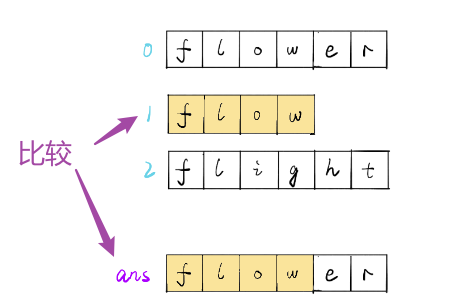 0 f l o w e r
1 f l o w
比较
2 f l i g h t
ans f l o w e r